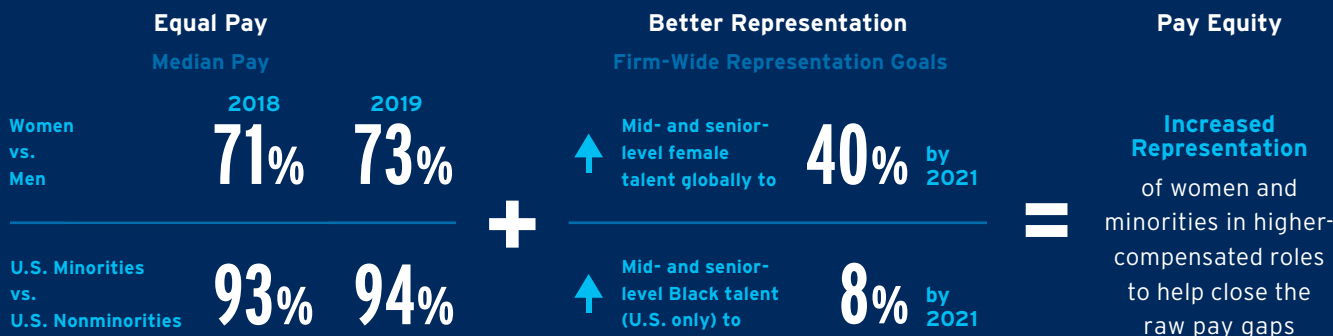 Equal Pay
Median Pay
2018 2019
Women
vs.
Men
71% 73%
U.S. Minorities
vs.
U.S. Nonminorities
93% 94%
+
Better Representation
Firm-Wide Representation Goals
Mid- and senior-
level female
talent globally to
40% by
2021
Mid- and senior-
level Black talent
(U.S. only) to
8% by
2021
=
Pay Equity
Increased
Representation
of women and
minorities in higher-
compensated roles
to help close the
raw pay gaps